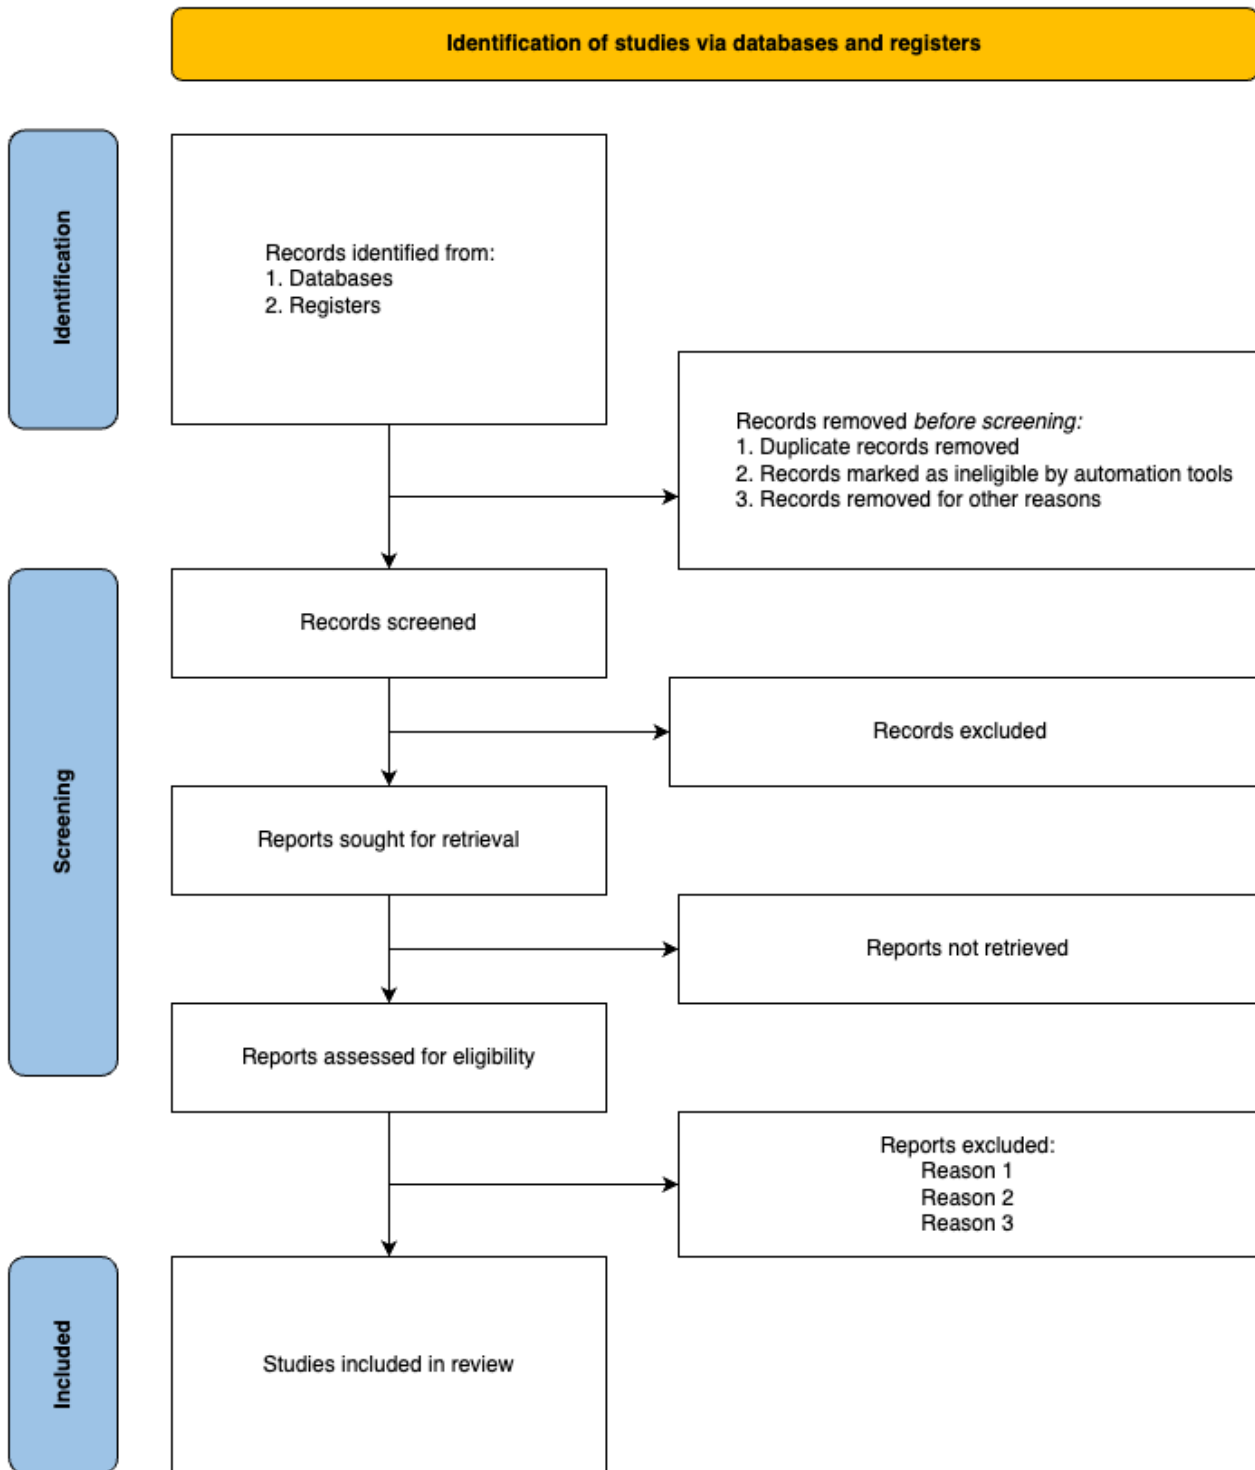 Identification of studies via databases and registers
Identification
Records identified from:
1. Databases
2. Registers
Records removed before screening:
1. Duplicate records removed
2. Records marked as ineligible by automation tools
3. Records removed for other reasons
Screening
Records screened
Records excluded
Reports sought for retrieval
Reports not retrieved
Reports assessed for eligibility
Reports excluded:
Reason 1
Reason 2
Reason 3
Included
Studies included in review